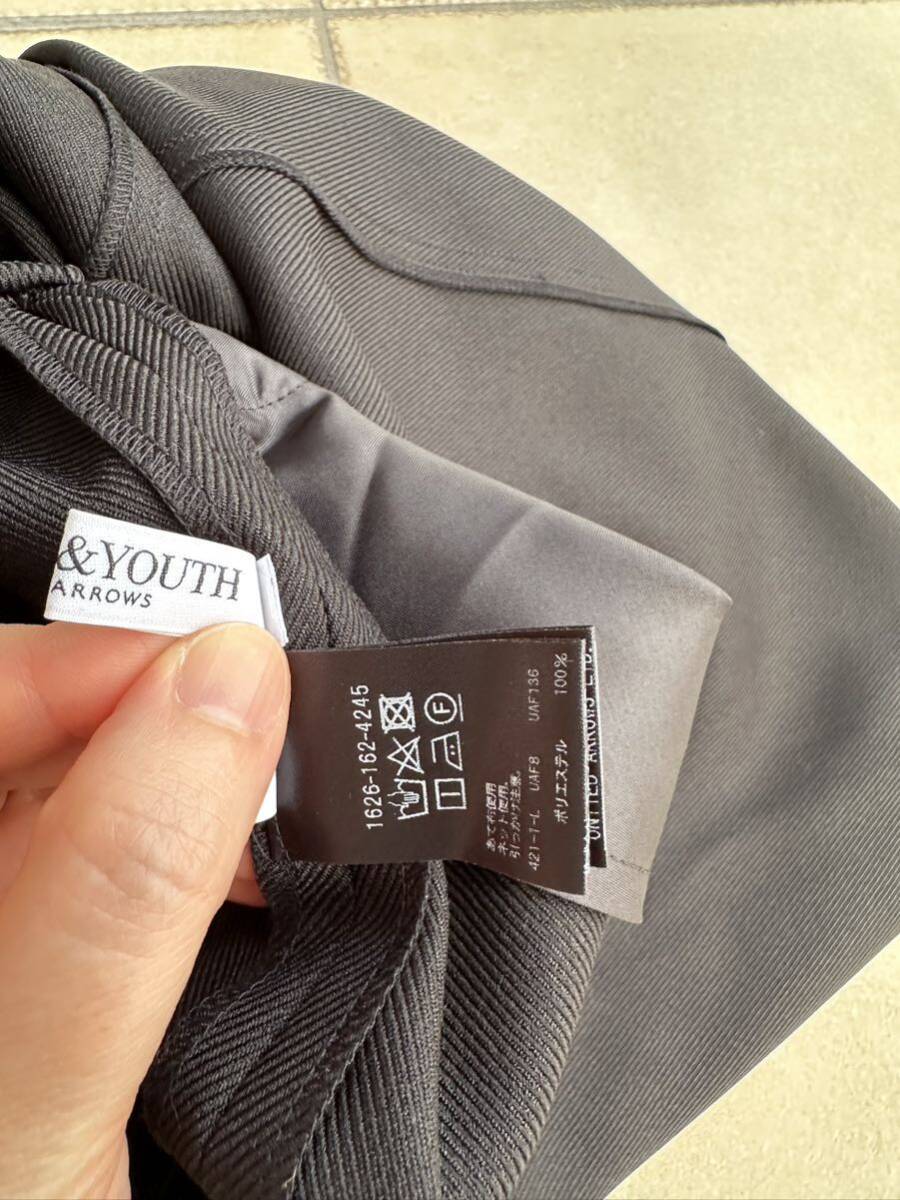 &YOUTH
ARROWS
1626-162-4245
あて布使用
ネット使用。
引っかけ注意。
421-1-L UAF8 UAF136
ポリエステル 100%
UNITED ARROWS LTD.